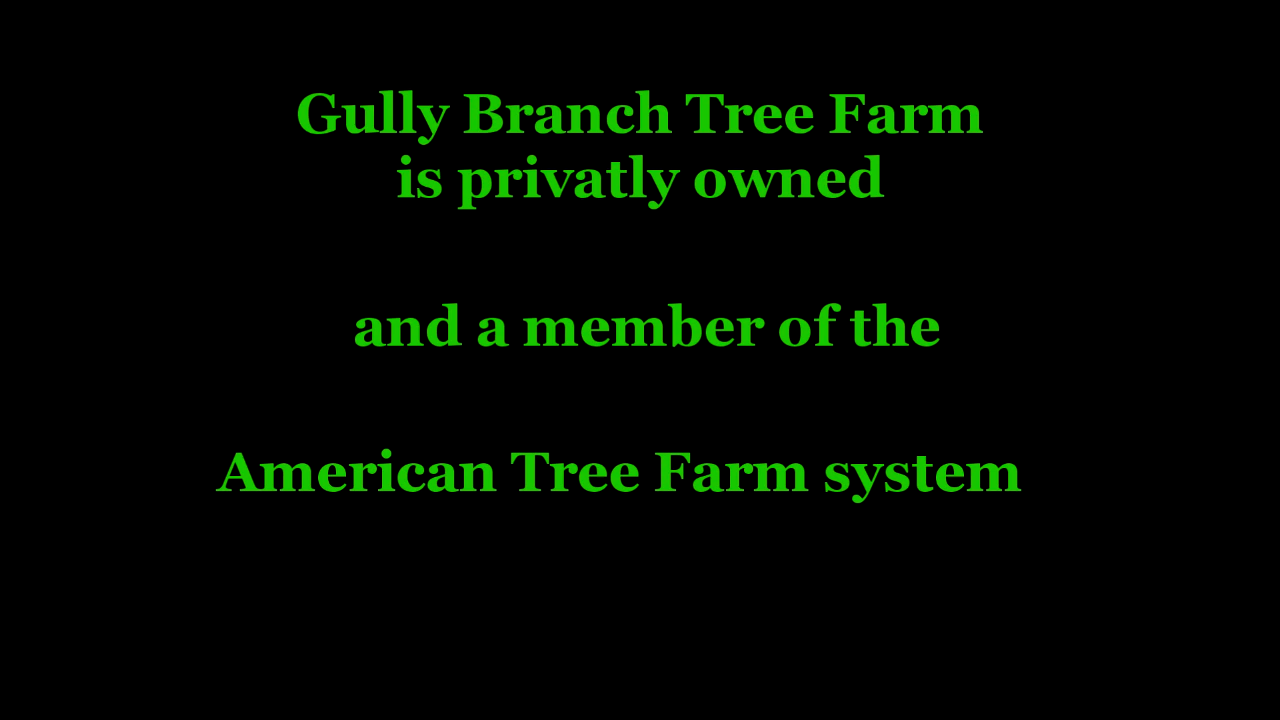 Gully Branch Tree Farm
is privatly owned
and a member of the
American Tree Farm system